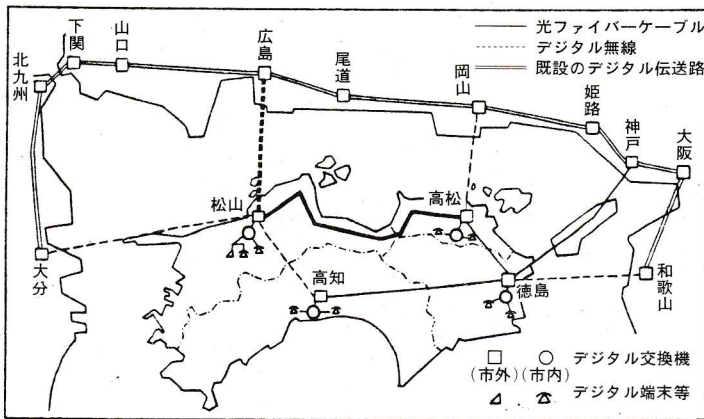 光ファイバーケーブル
デジタル無線
既設のデジタル伝送路
北九州
下関
山口
広島
尾道
岡山
姫路
神戸
大阪
松山
高松
大分
高知
徳島
和歌山
デジタル交換機
(市外)(市内)
デジタル端末等